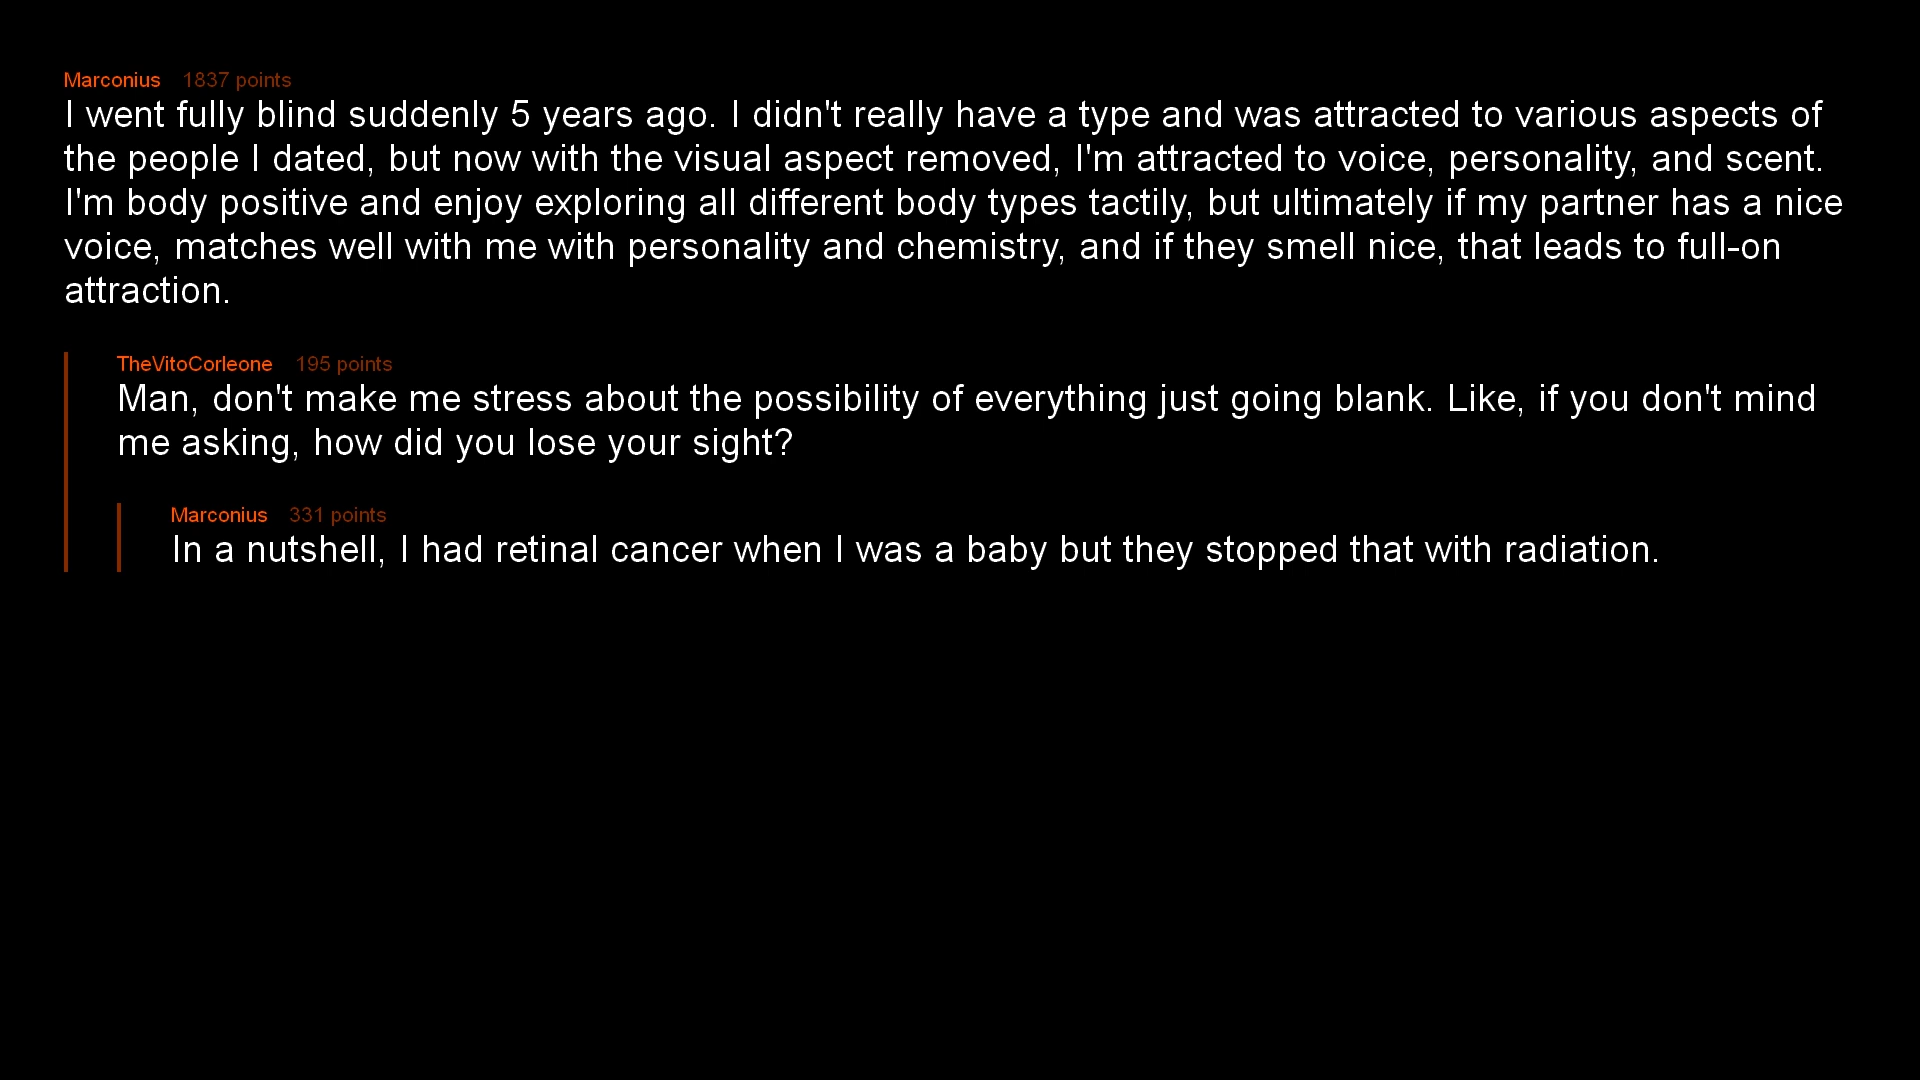 Marconius 1837 points
I went fully blind suddenly 5 years ago. I didn't really have a type and was attracted to various aspects of
the people I dated, but now with the visual aspect removed, I'm attracted to voice, personality, and scent.
I'm body positive and enjoy exploring all different body types tactily, but ultimately if my partner has a nice
voice, matches well with me with personality and chemistry, and if they smell nice, that leads to full-on
attraction.
TheVitoCorleone 195 points
Man, don't make me stress about the possibility of everything just going blank. Like, if you don't mind
me asking, how did you lose your sight?
Marconius 331 points
In a nutshell, I had retinal cancer when I was a baby but they stopped that with radiation.